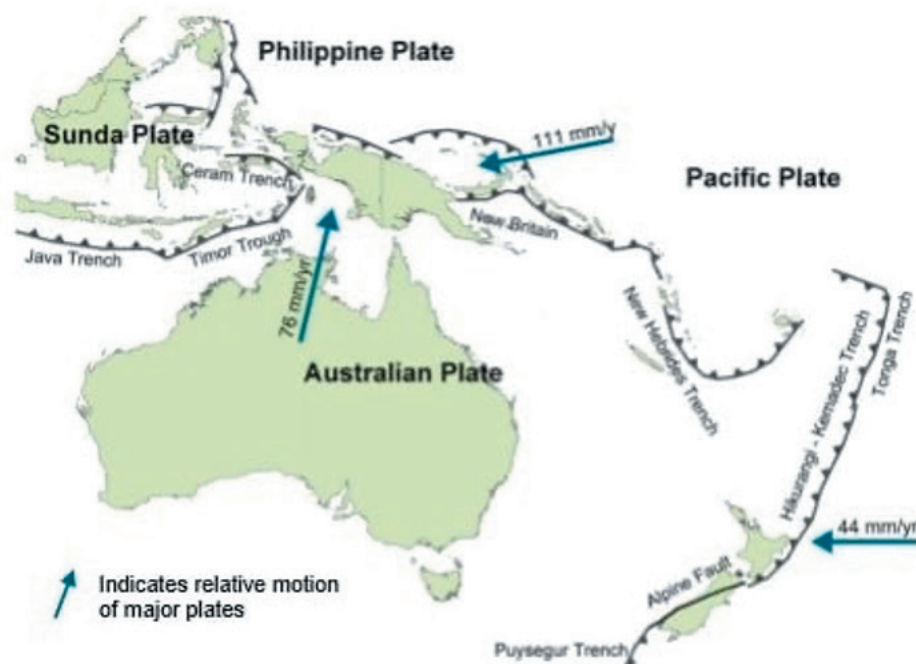 Philippine Plate
Sunda Plate
111 mm/y
Ceram Trench
Pacific Plate
New Britain
Timor Trough
Java Trench
76 mm/yr
New Hebrides Trench
Tonga Trench
Hikurangi - Kemadec Trench
Australian Plate
44 mm/yr
Indicates relative motion
of major plates
Alpine Fault
Puysegur Trench